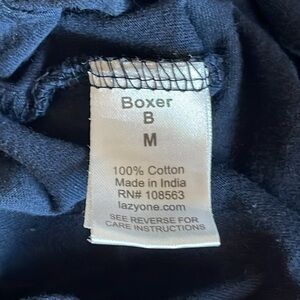 Boxer
B
M
100% Cotton
Made in India
RN# 108563
lazyone.com
SEE REVERSE FOR
CARE INSTRUCTIONS